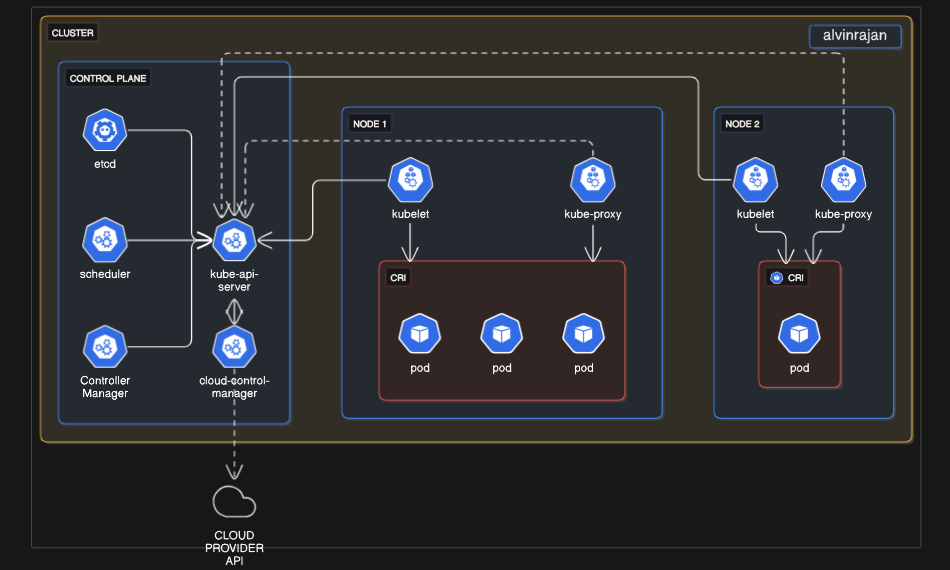 CLUSTER
alvinrajan
CONTROL PLANE
etcd
scheduler
Controller
Manager
kube-api-
server
cloud-control-
manager
NODE 1
kubelet
kube-proxy
CRI
pod
pod
pod
NODE 2
kubelet
kube-proxy
CRI
pod
CLOUD
PROVIDER
API